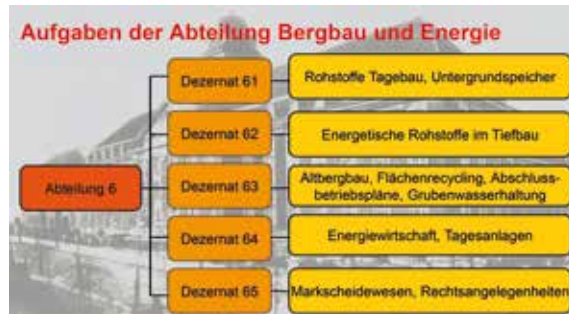 Aufgaben der Abteilung Bergbau und Energie
Abteilung 6
Dezernat 61
Rohstoffe Tagebau, Untergrundspeicher
Dezernat 62
Energetische Rohstoffe im Tiefbau
Dezernat 63
Altbergbau, Flächenrecycling, Abschluss-
betriebspläne, Grubenwasserhaltung
Dezernat 64
Energiewirtschaft, Tagesanlagen
Dezernat 65
Markscheidewesen, Rechtsangelegenheiten